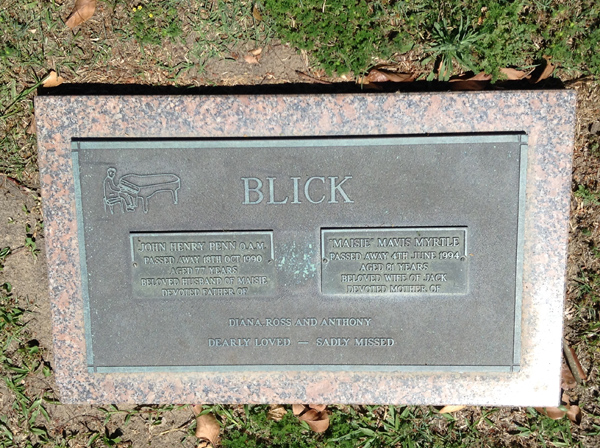 BLICK
JOHN HENRY PENN O.A.M.
PASSED AWAY 18TH OCT 1990
AGED 77 YEARS
BELOVED HUSBAND OF MAISIE
DEVOTED FATHER OF
"MAISIE" MAVIS MYRTLE
PASSED AWAY 4TH JUNE 1994
AGED 81 YEARS
BELOVED WIFE OF JACK
DEVOTED MOTHER OF
DIANA-ROSS AND ANTHONY
DEARLY LOVED — SADLY MISSED